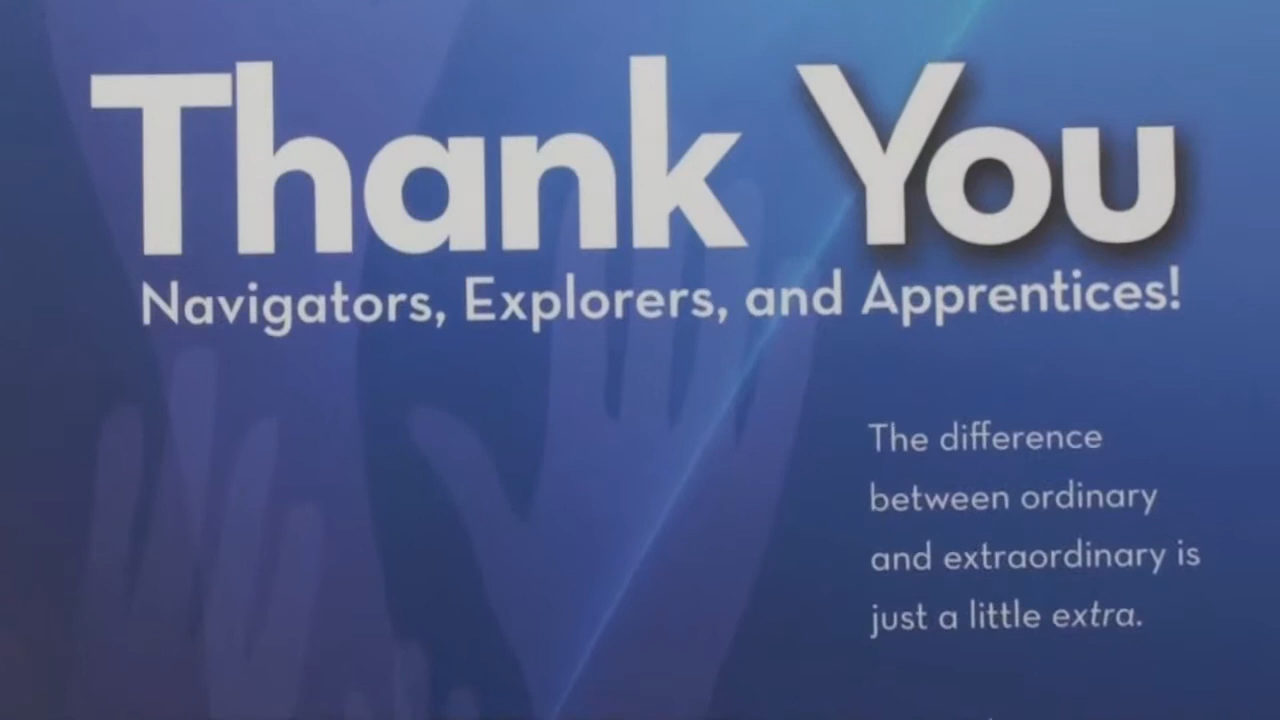 Thank You
Navigators, Explorers, and Apprentices!
The difference
between ordinary
and extraordinary is
just a little extra.